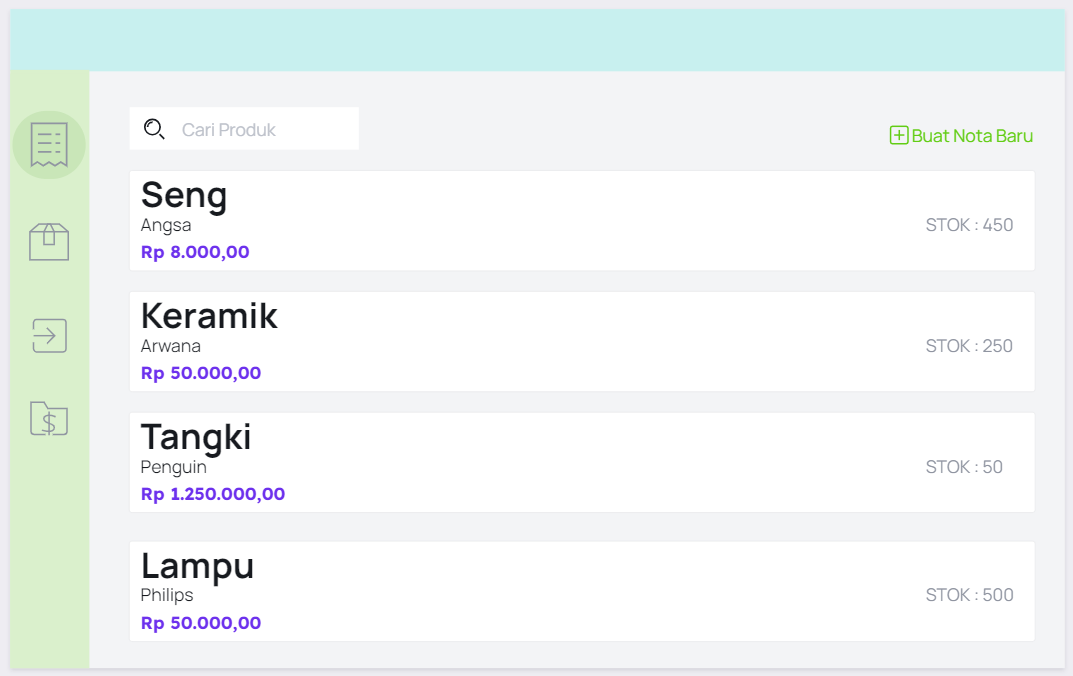 Cari Produk
Buat Nota Baru
Seng
Angsa
STOK : 450
Rp 8.000,00
Keramik
Arwana
STOK : 250
Rp 50.000,00
Tangki
Penguin
STOK : 50
Rp 1.250.000,00
Lampu
Philips
STOK : 500
Rp 50.000,00